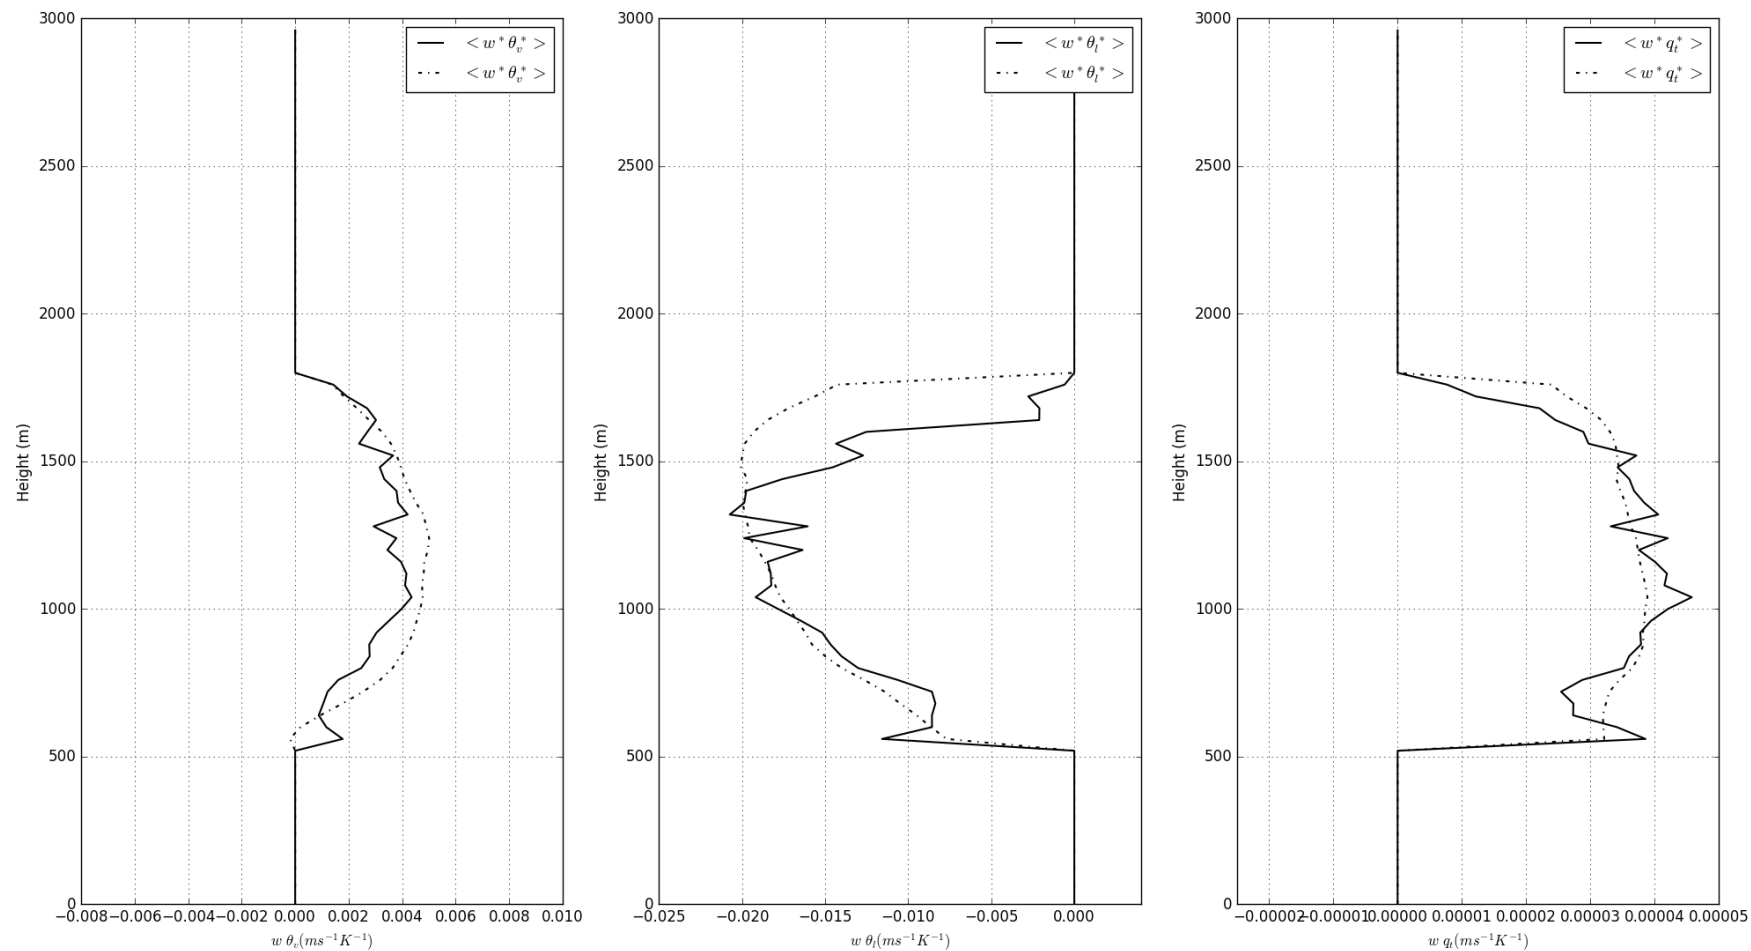 3000
2500
2000
1500
1000
500
0
Height (m)
< w* θv* >
< w* θv* >
−0.008 −0.006 −0.004 −0.002 0.000 0.002 0.004 0.006 0.008 0.010
w θv(ms−1K−1)
3000
2500
2000
1500
1000
500
0
Height (m)
< w* θl* >
< w* θl* >
−0.025 −0.020 −0.015 −0.010 −0.005 0.000
w θl(ms−1K−1)
3000
2500
2000
1500
1000
500
0
Height (m)
< w* qt* >
< w* qt* >
−0.00002 −0.00001 0.00000 0.00001 0.00002 0.00003 0.00004 0.00005
w qt(ms−1K−1)